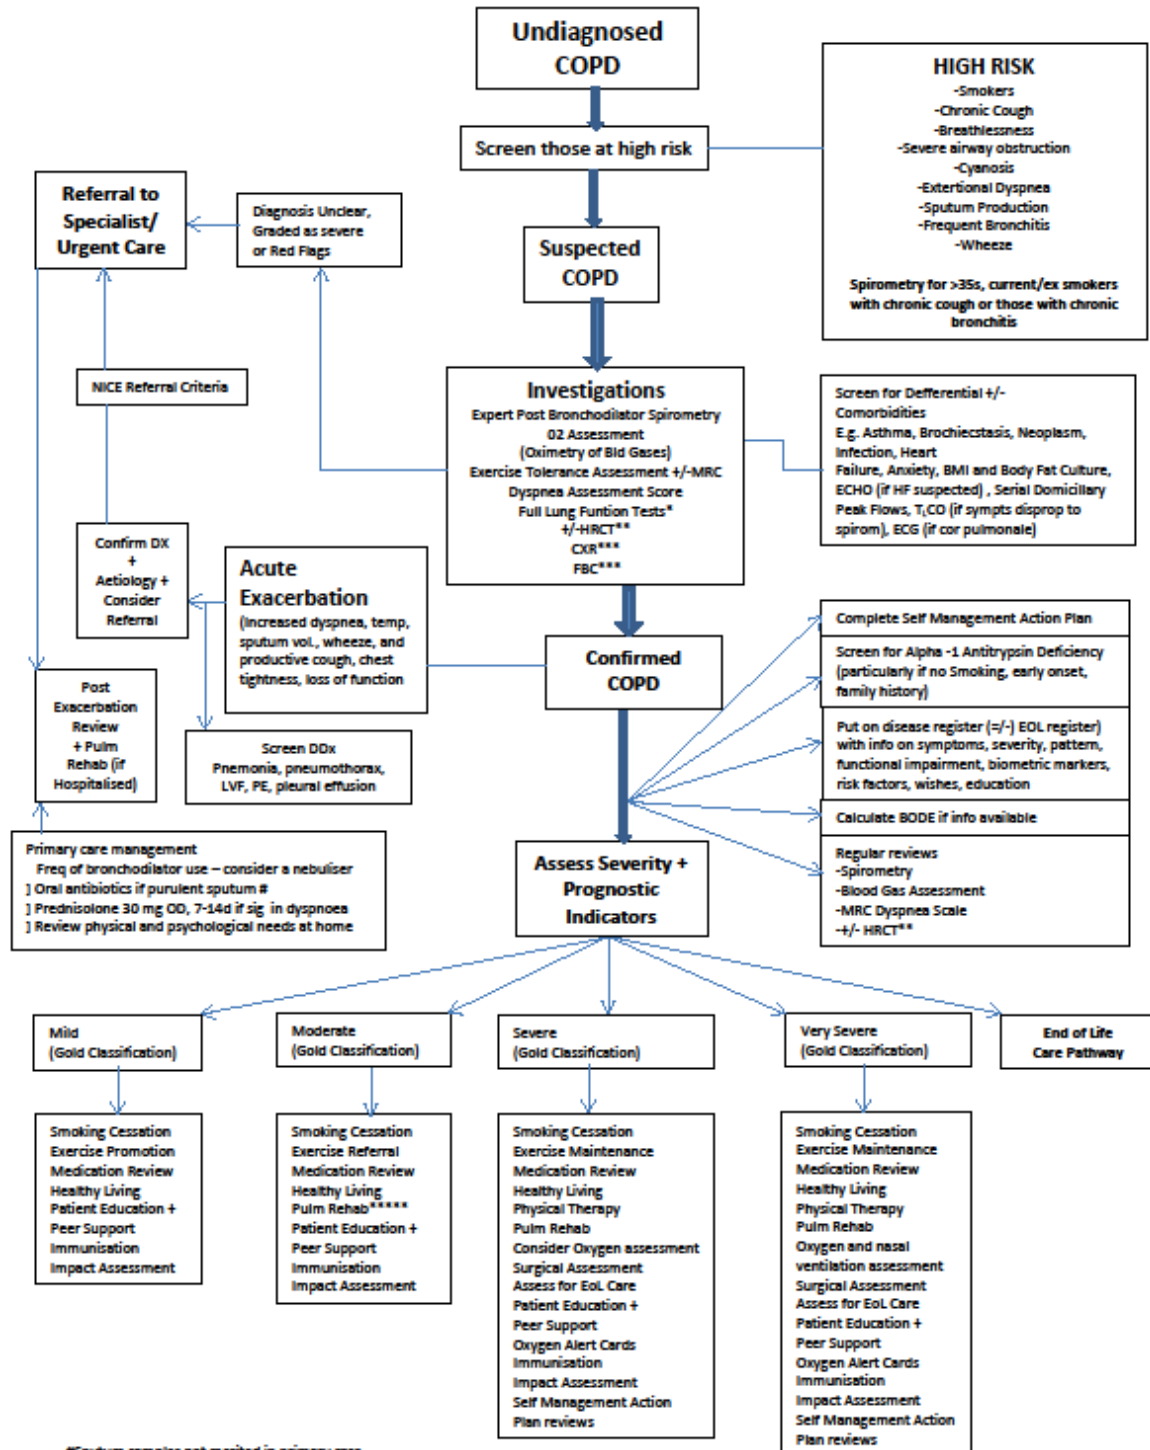 Undiagnosed
COPD
Screen those at high risk
HIGH RISK
-Smokers
-Chronic Cough
-Breathlessness
-Severe airway obstruction
-Cyanosis
-Extertional Dyspnea
-Sputum Production
-Frequent Bronchitis
-Wheeze
Spirometry for >35s, current/ex smokers
with chronic cough or those with chronic
bronchitis
Referral to
Specialist/
Urgent Care
Diagnosis Unclear,
Graded as severe
or Red Flags
Suspected
COPD
NICE Referral Criteria
Investigations
Expert Post Bronchodilator Spirometry
02 Assessment
(Oximetry of Bld Gases)
Exercise Tolerance Assessment +/-MRC
Dyspnea Assessment Score
Full Lung Funtion Tests*
+/-HRCT**
CXR***
FBC***
Screen for Defferential +/-
Comorbidities
E.g. Asthma, Brochiecstasis, Neoplasm,
Infection, Heart
Failure, Anxiety, BMI and Body Fat Culture,
ECHO (if HF suspected) , Serial Domicillary
Peak Flows, TLCO (if sympts disprop to
spirom), ECG (if cor pulmonale)
Confirm DX
+
Aetiology +
Consider
Referral
Acute
Exacerbation
(Increased dyspnea, temp,
sputum vol., wheeze, and
productive cough, chest
tightness, loss of function
Confirmed
COPD
Complete Self Management Action Plan
Screen for Alpha -1 Antitrypsin Deficiency
(particularly if no Smoking, early onset,
family history)
Put on disease register (=/-) EOL register)
with info on symptoms, severity, pattern,
functional impairment, biometric markers,
risk factors, wishes, education
Calculate BODE if info available
Regular reviews
-Spirometry
-Blood Gas Assessment
-MRC Dyspnea Scale
-+/- HRCT**
Post
Exacerbation
Review
+ Pulm
Rehab (if
Hospitalised)
Screen DDx
Pnemonia, pneumothorax,
LVF, PE, pleural effusion
Primary care management
Freq of bronchodilator use – consider a nebuliser
] Oral antibiotics if purulent sputum #
] Prednisolone 30 mg OD, 7-14d if sig in dyspnoea
] Review physical and psychological needs at home
Assess Severity +
Prognostic
Indicators
Mild
(Gold Classification)
Moderate
(Gold Classification)
Severe
(Gold Classification)
Very Severe
(Gold Classification)
End of Life
Care Pathway
Smoking Cessation
Exercise Promotion
Medication Review
Healthy Living
Patient Education +
Peer Support
Immunisation
Impact Assessment
Smoking Cessation
Exercise Referral
Medication Review
Healthy Living
Pulm Rehab*****
Patient Education +
Peer Support
Immunisation
Impact Assessment
Smoking Cessation
Exercise Maintenance
Medication Review
Healthy Living
Physical Therapy
Pulm Rehab
Consider Oxygen assessment
Surgical Assessment
Assess for EoL Care
Patient Education +
Peer Support
Oxygen Alert Cards
Immunisation
Impact Assessment
Self Management Action
Plan reviews
Smoking Cessation
Exercise Maintenance
Medication Review
Healthy Living
Physical Therapy
Pulm Rehab
Oxygen and nasal
ventilation assessment
Surgical Assessment
Assess for EoL Care
Patient Education +
Peer Support
Oxygen Alert Cards
Immunisation
Impact Assessment
Self Management Action
Plan reviews